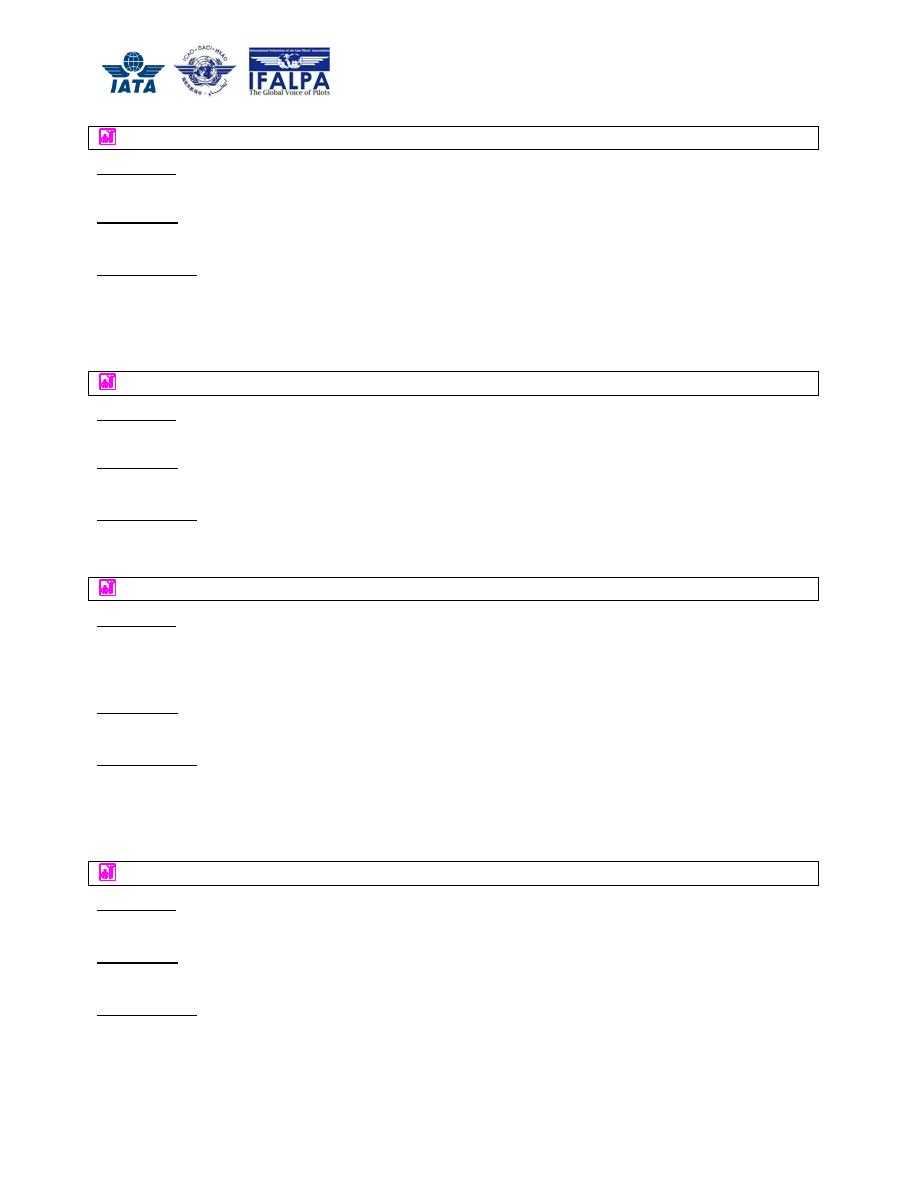 ICAO · OACI · ИКАО
International Federation of Air Line Pilots' Associations
IATA
IFALPA
The Global Voice of Pilots